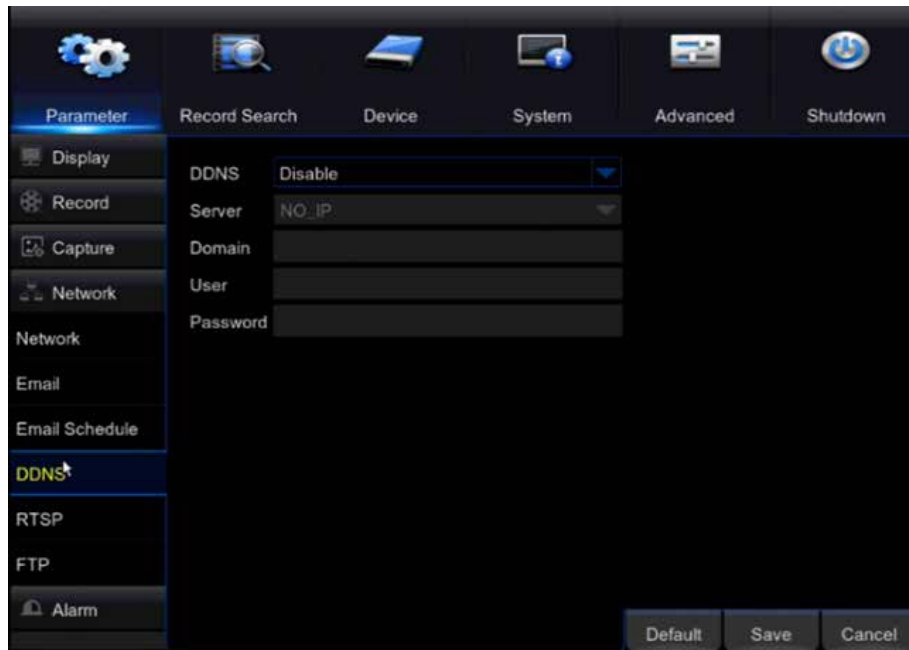 Parameter
Record Search
Device
System
Advanced
Shutdown
Display
Record
Capture
Network
Network
Email
Email Schedule
DDNS
RTSP
FTP
Alarm
DDNS Disable
Server NO_IP
Domain
User
Password
Default
Save
Cancel